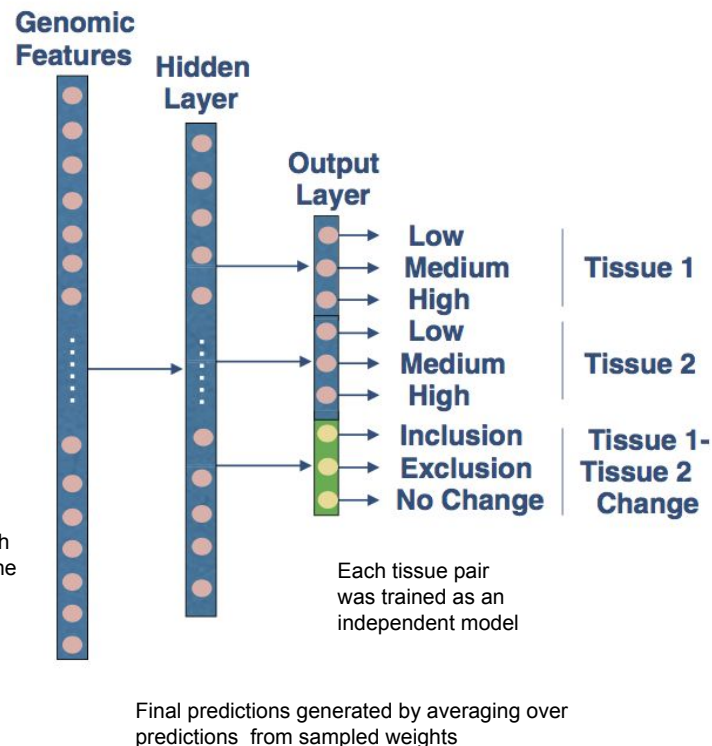 Genomic
Features
Hidden
Layer
Output
Layer
Low
Medium
High
Tissue 1
Low
Medium
High
Tissue 2
Inclusion
Exclusion
No Change
Tissue 1-
Tissue 2
Change
Each tissue pair
was trained as an
independent model
Final predictions generated by averaging over
predictions from sampled weights